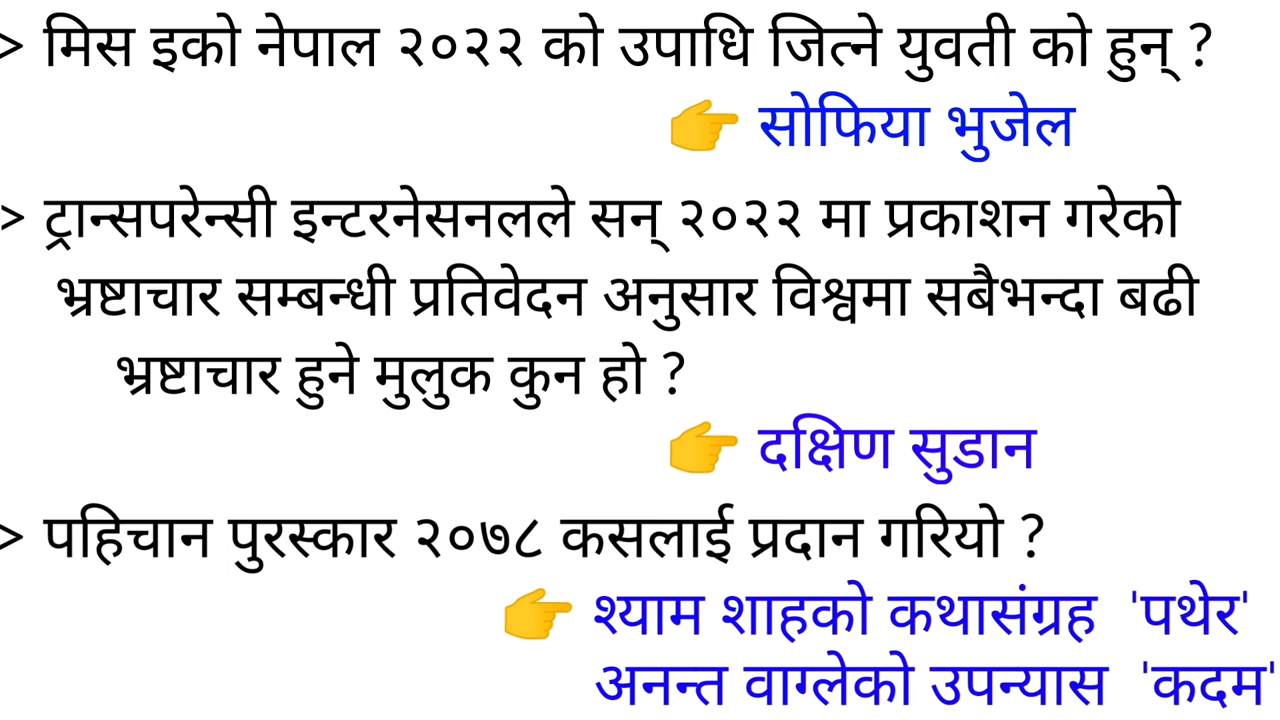 > मिस इको नेपाल २०२२ को उपाधि जित्ने युवती को हुन् ?
👉 सोफिया भुजेल
> ट्रान्सपरेन्सी इन्टरनेसनलले सन् २०२२ मा प्रकाशन गरेको
भ्रष्टाचार सम्बन्धी प्रतिवेदन अनुसार विश्वमा सबैभन्दा बढी
भ्रष्टाचार हुने मुलुक कुन हो ?
👉 दक्षिण सुडान
> पहिचान पुरस्कार २०७८ कसलाई प्रदान गरियो ?
👉 श्याम शाहको कथासंग्रह 'पथेर'
अनन्त वाग्लेको उपन्यास 'कदम'